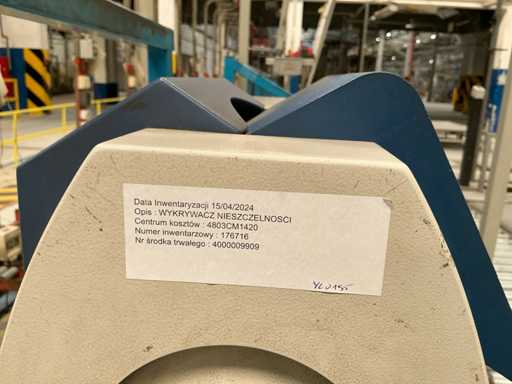 Data Inwentaryzacji 15/04/2024
Opis : WYKRYWACZ NIESZCZELNOSCI
Centrum kosztów : 4803CM1420
Numer inwentarzowy : 176716
Nr środka trwałego : 4000009909